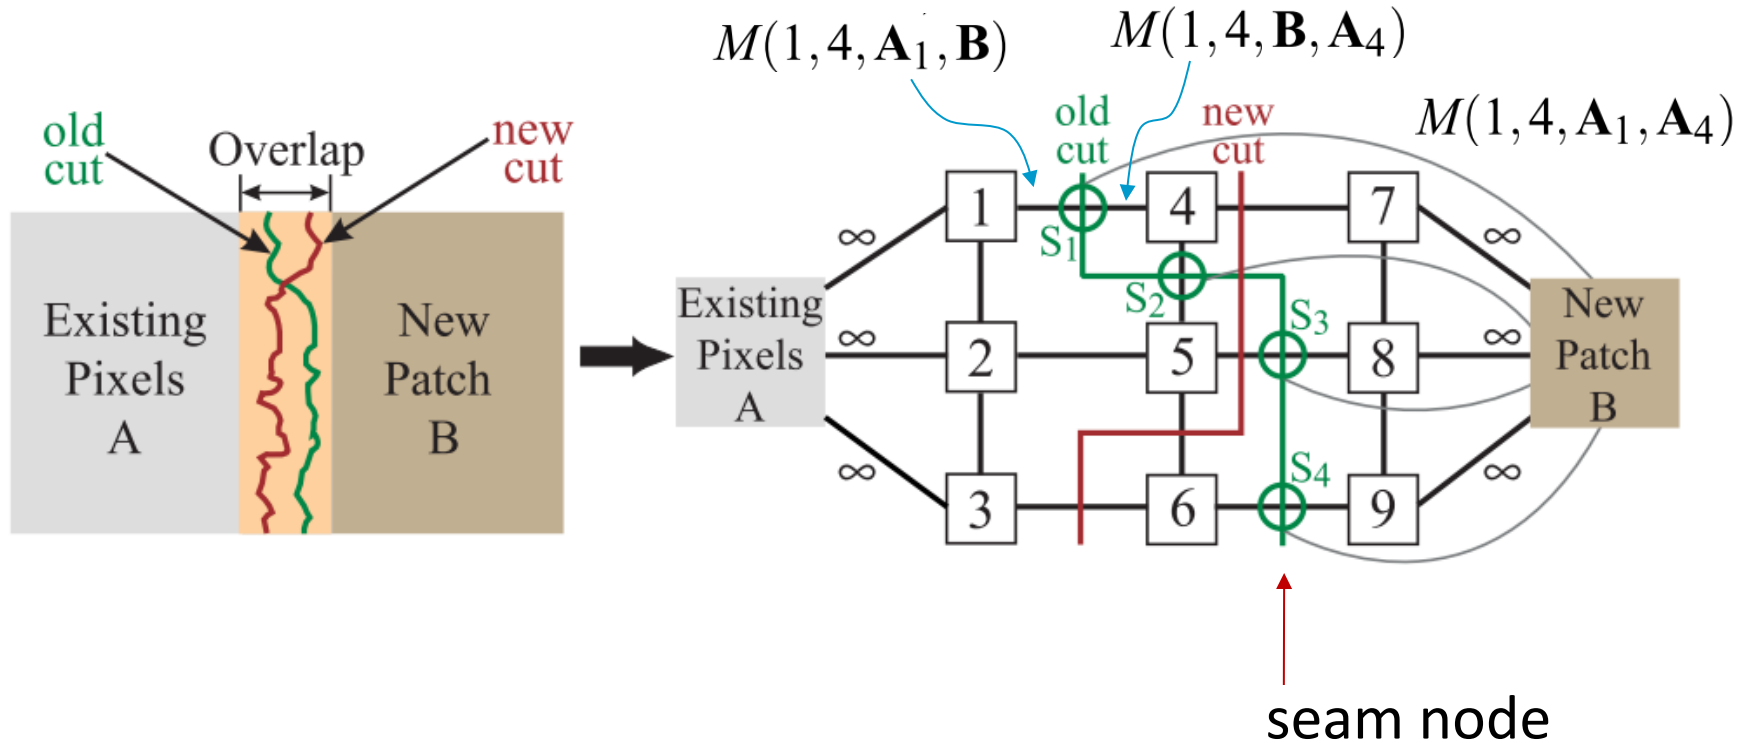 M(1,4,A₁,B)
M(1,4,B,A₄)
M(1,4,A₁,A₄)
old
cut
Overlap
new
cut
Existing
Pixels
A
New
Patch
B
old
cut
new
cut
1
4
7
S₁
∞
∞
S₂
Existing
Pixels
A
New
Patch
B
S₃
∞
∞
2
5
8
S₄
∞
∞
3
6
9
seam node